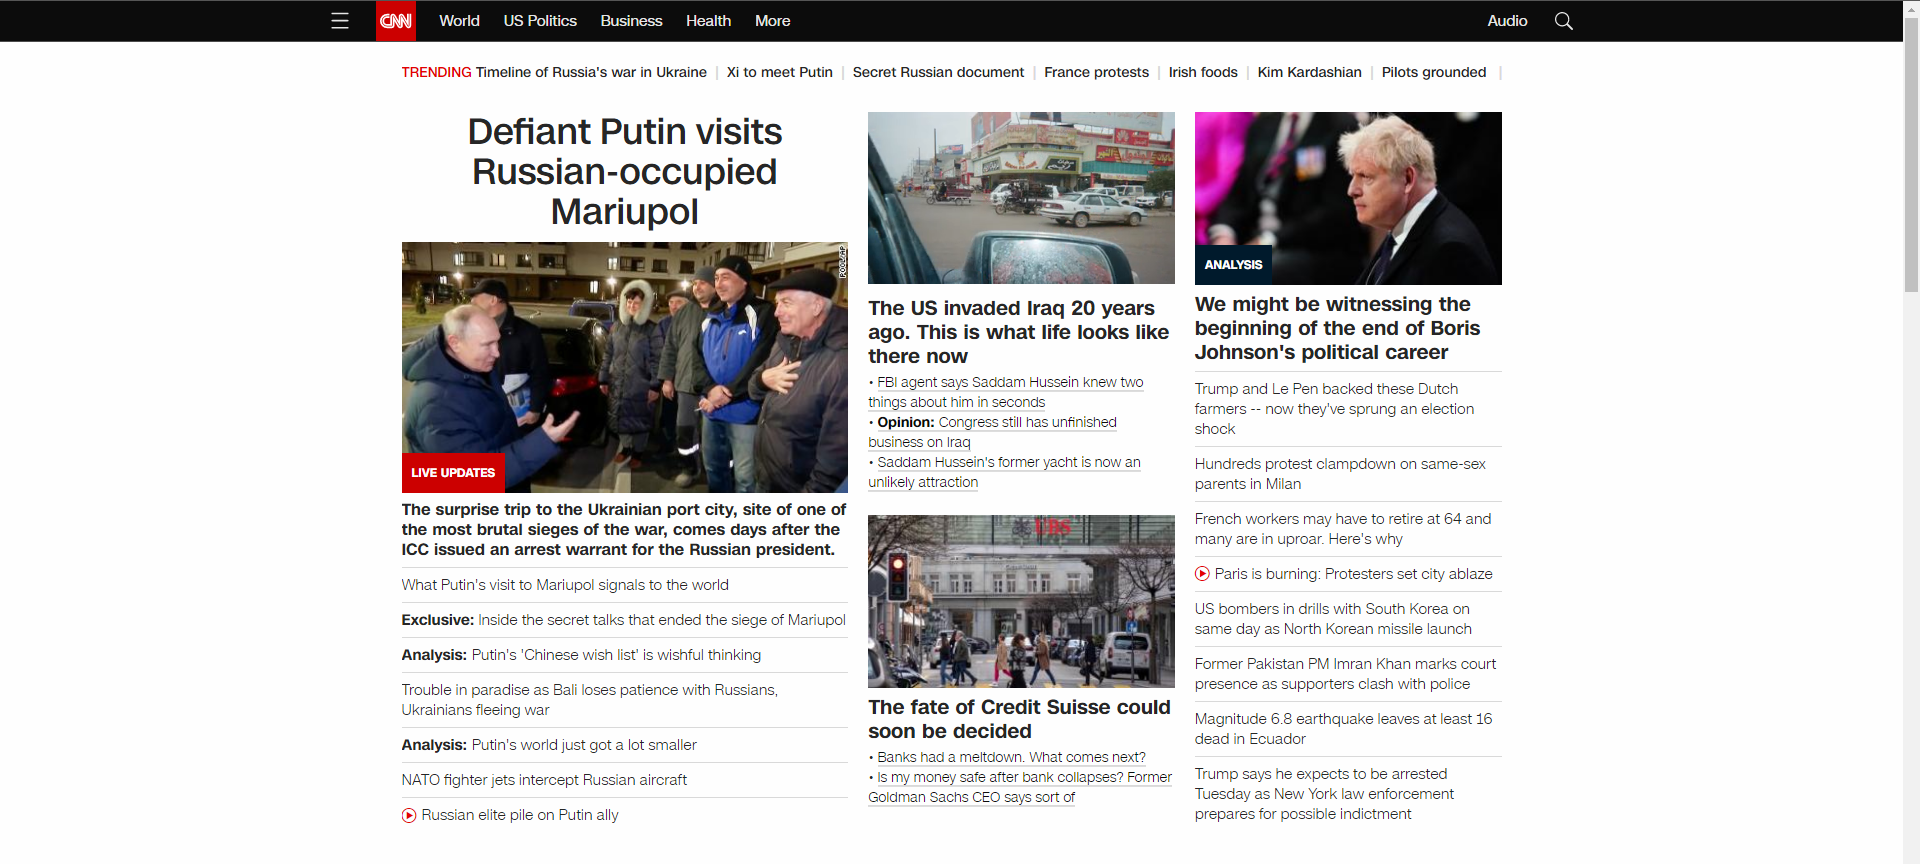 CNN
World
US Politics
Business
Health
More
Audio
TRENDING Timeline of Russia's war in Ukraine
Xi to meet Putin
Secret Russian document
France protests
Irish foods
Kim Kardashian
Pilots grounded
Defiant Putin visits
Russian-occupied
Mariupol
POOL/AP
LIVE UPDATES
The surprise trip to the Ukrainian port city, site of one of
the most brutal sieges of the war, comes days after the
ICC issued an arrest warrant for the Russian president.
What Putin's visit to Mariupol signals to the world
Exclusive: Inside the secret talks that ended the siege of Mariupol
Analysis: Putin's 'Chinese wish list' is wishful thinking
Trouble in paradise as Bali loses patience with Russians,
Ukrainians fleeing war
Analysis: Putin's world just got a lot smaller
NATO fighter jets intercept Russian aircraft
Russian elite pile on Putin ally
The US invaded Iraq 20 years
ago. This is what life looks like
there now
• FBI agent says Saddam Hussein knew two
things about him in seconds
• Opinion: Congress still has unfinished
business on Iraq
• Saddam Hussein's former yacht is now an
unlikely attraction
UBS
The fate of Credit Suisse could
soon be decided
• Banks had a meltdown. What comes next?
• Is my money safe after bank collapses? Former
Goldman Sachs CEO says sort of
ANALYSIS
We might be witnessing the
beginning of the end of Boris
Johnson's political career
Trump and Le Pen backed these Dutch
farmers -- now they've sprung an election
shock
Hundreds protest clampdown on same-sex
parents in Milan
French workers may have to retire at 64 and
many are in uproar. Here's why
Paris is burning: Protesters set city ablaze
US bombers in drills with South Korea on
same day as North Korean missile launch
Former Pakistan PM Imran Khan marks court
presence as supporters clash with police
Magnitude 6.8 earthquake leaves at least 16
dead in Ecuador
Trump says he expects to be arrested
Tuesday as New York law enforcement
prepares for possible indictment